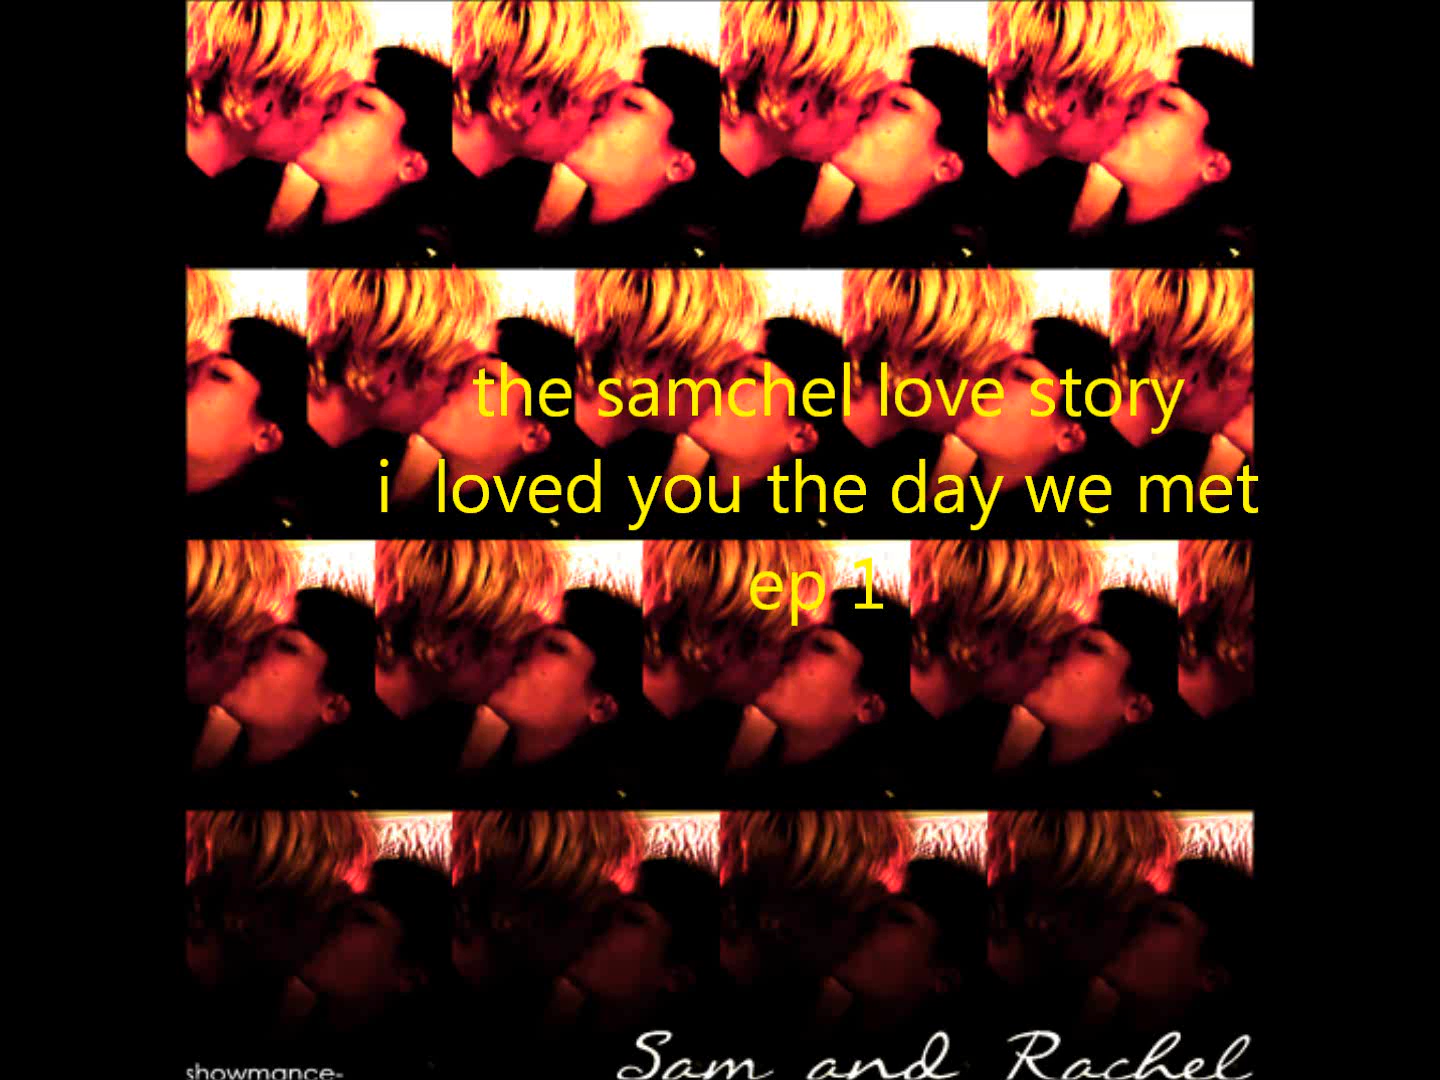 the samchel love story
i loved you the day we met
ep 1
Sam and Rachel
showmance-